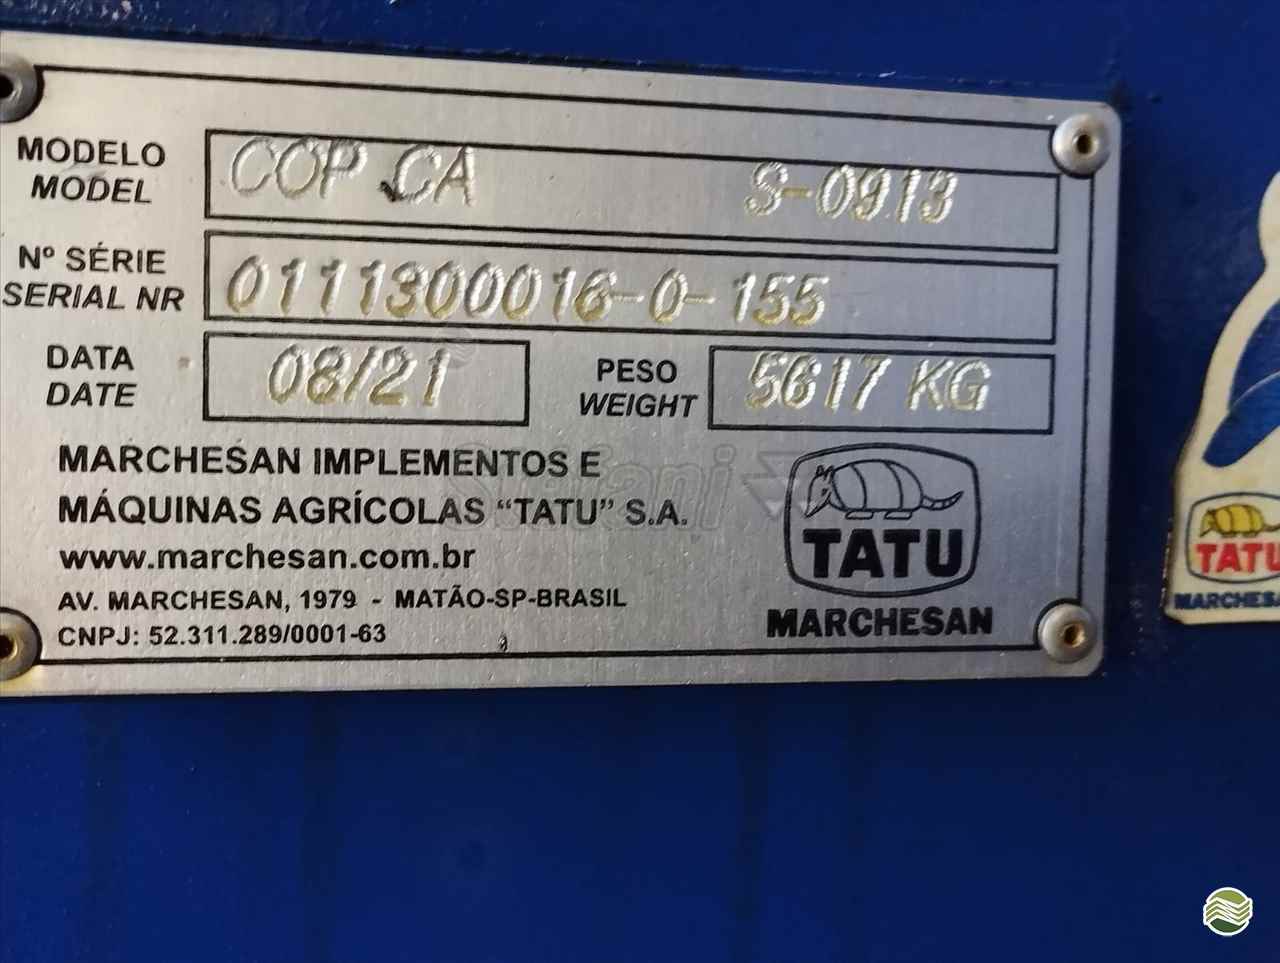 MODELO
MODEL
COP CA S-0913
Nº SÉRIE
SERIAL NR
0111300016-0-155
DATA
DATE
08/21
PESO
WEIGHT
5617 KG
MARCHESAN IMPLEMENTOS E
MÁQUINAS AGRÍCOLAS “TATU” S.A.
www.marchesan.com.br
AV. MARCHESAN, 1979 - MATÃO-SP-BRASIL
CNPJ: 52.311.289/0001-63
TATU
MARCHESAN
TATU